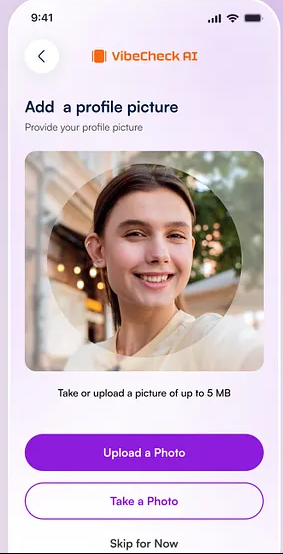 9:41
VibeCheck AI
Add  a profile picture
Provide your profile picture
Take or upload a picture of up to 5 MB
Upload a Photo
Take a Photo
Skip for Now